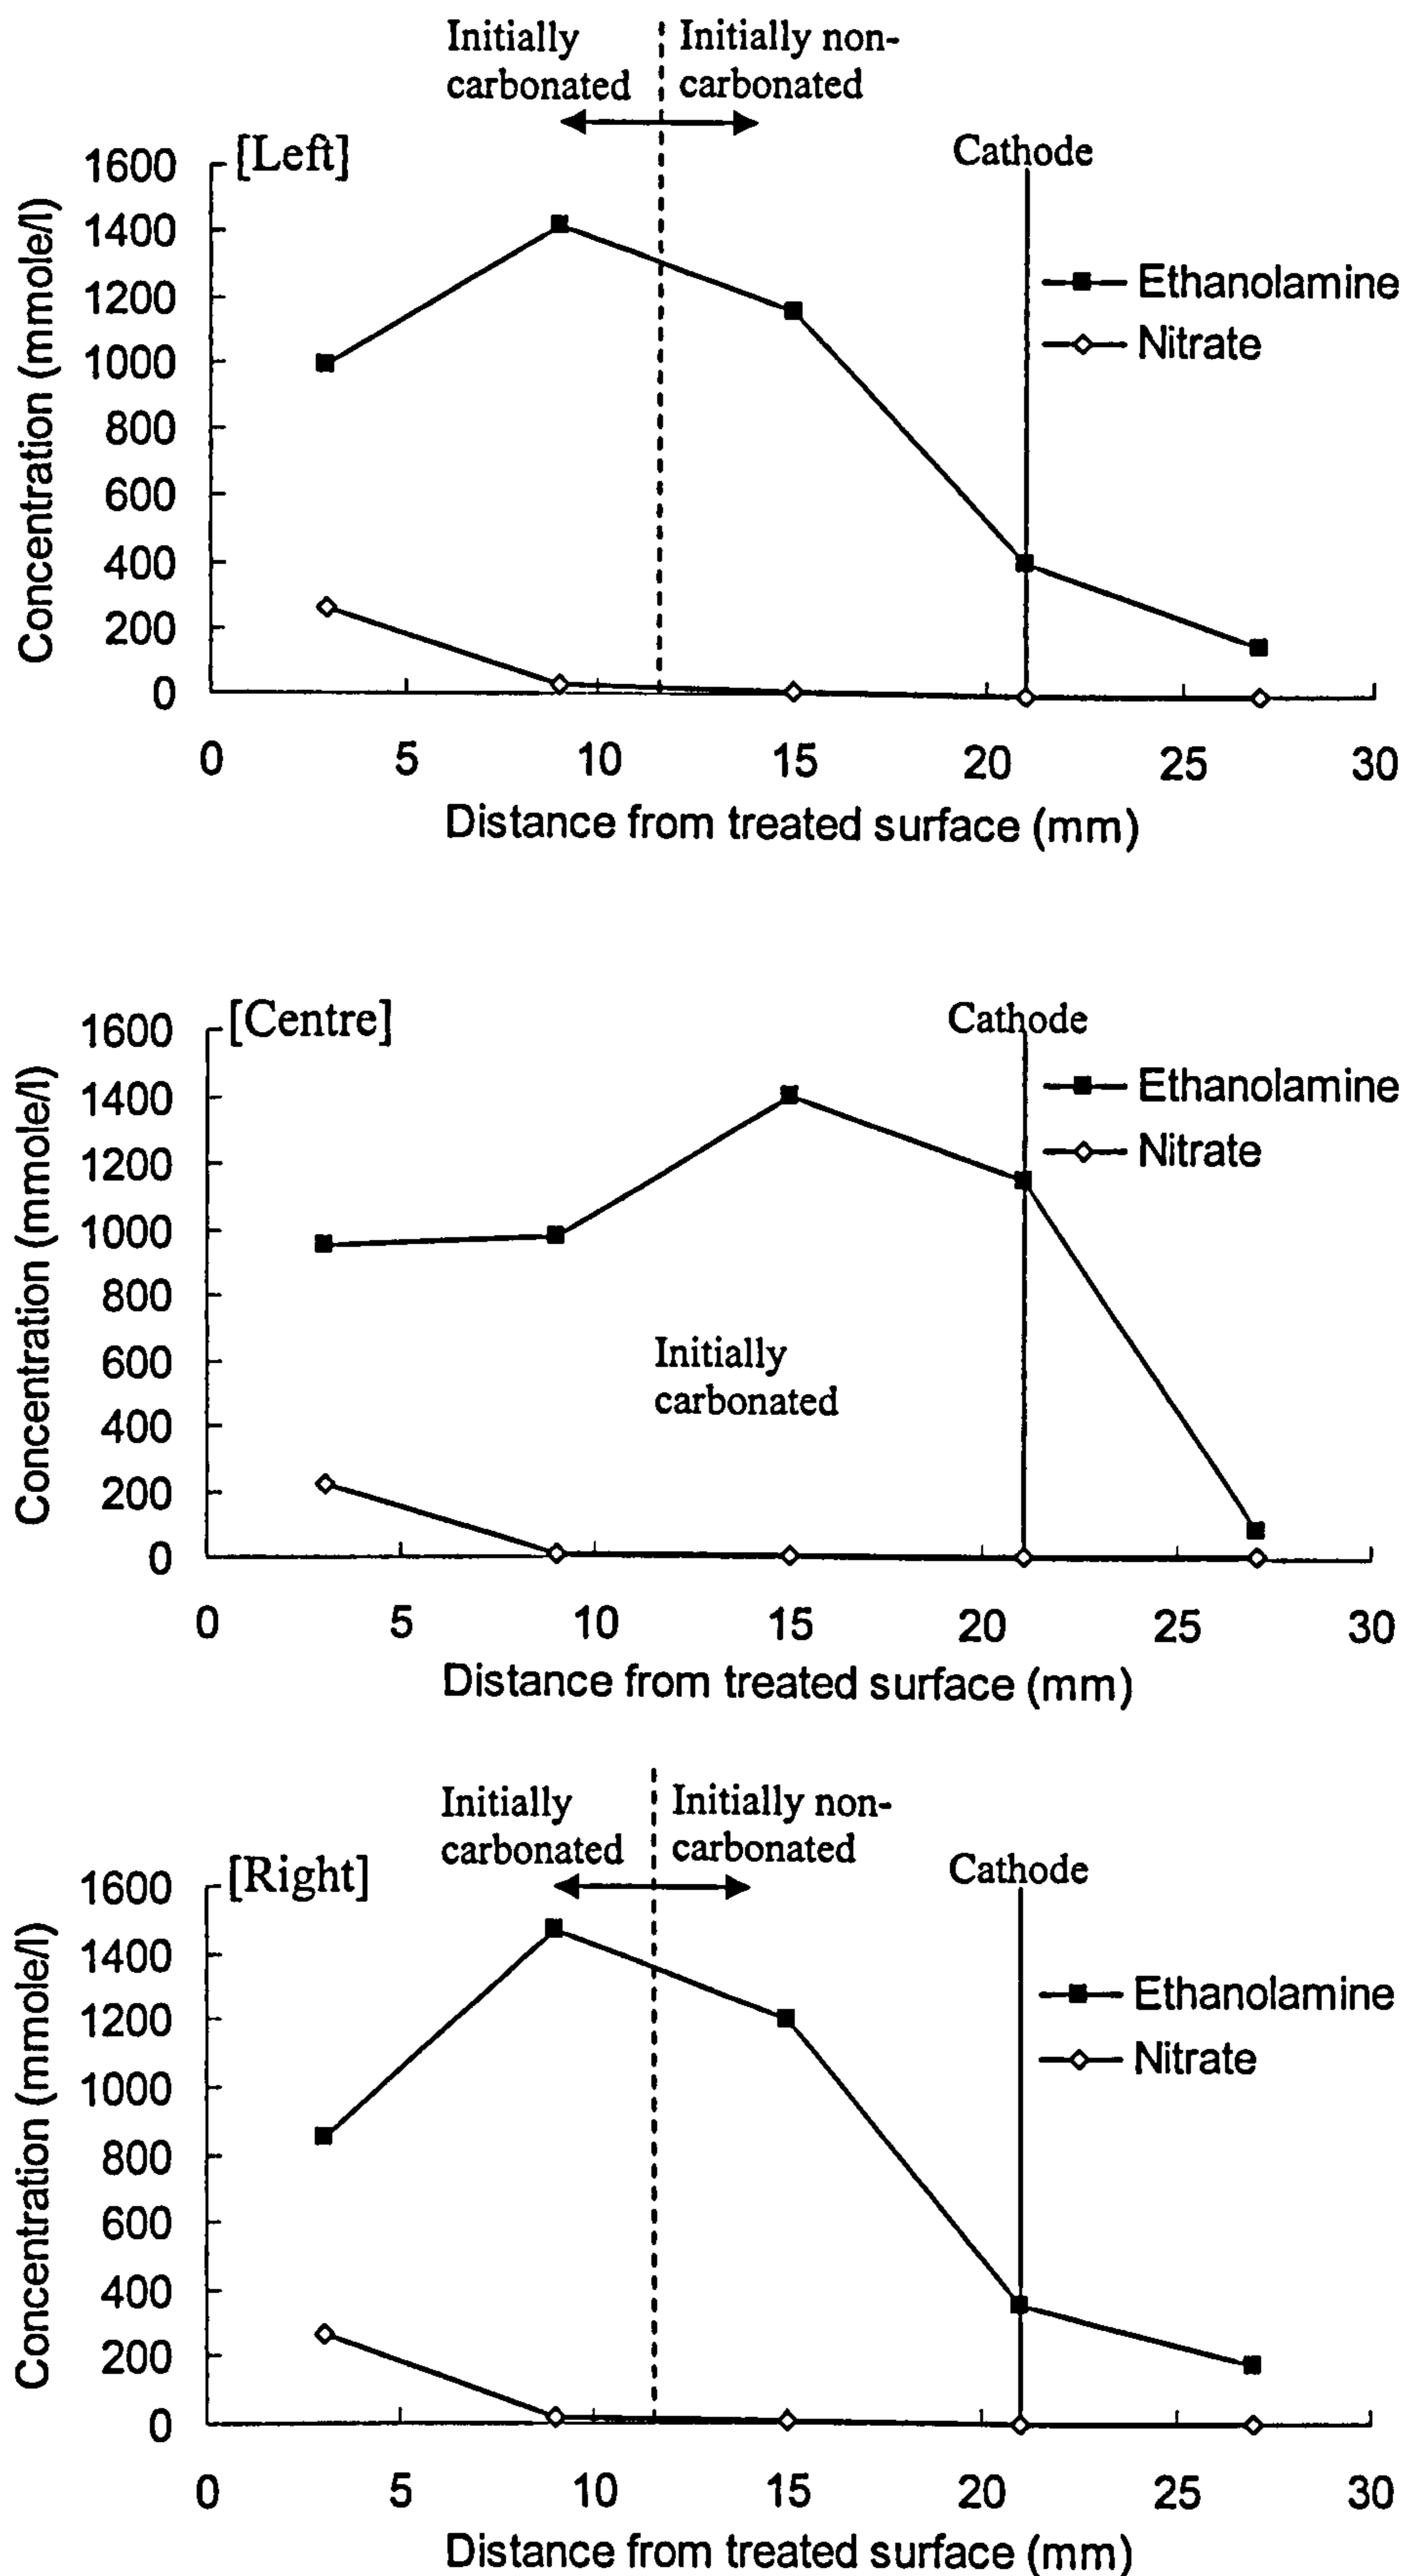 Initially
carbonated
Initially non-
carbonated
[Left]
Cathode
Concentration (mmole/l)
1600
1400
1200
1000
800
600
400
200
0
Ethanolamine
Nitrate
0 5 10 15 20 25 30
Distance from treated surface (mm)
[Centre]
Cathode
Concentration (mmole/l)
1600
1400
1200
1000
800
600
400
200
0
Ethanolamine
Nitrate
Initially
carbonated
0 5 10 15 20 25 30
Distance from treated surface (mm)
Initially
carbonated
Initially non-
carbonated
[Right]
Cathode
Concentration (mmole/l)
1600
1400
1200
1000
800
600
400
200
0
Ethanolamine
Nitrate
0 5 10 15 20 25 30
Distance from treated surface (mm)